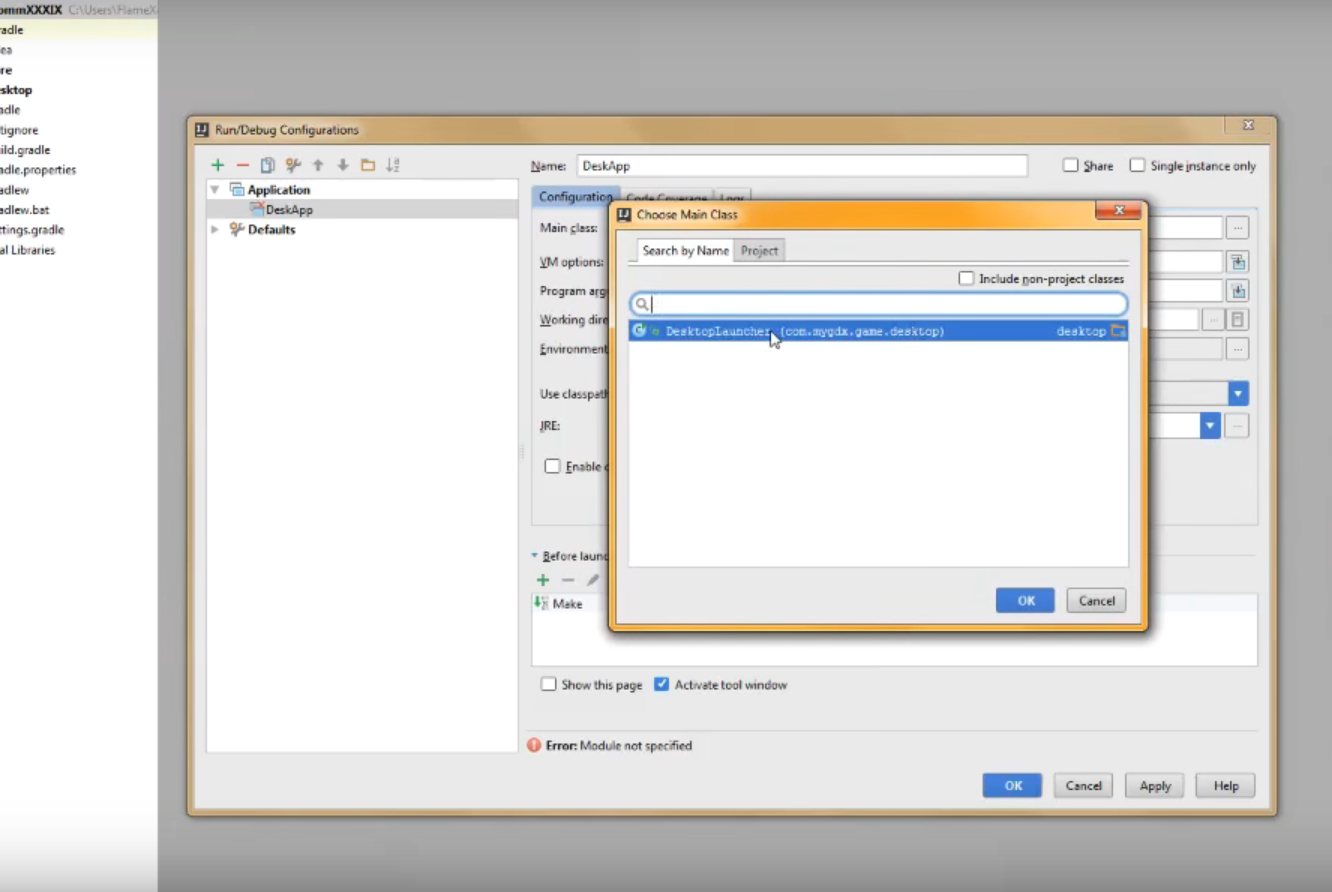 ommXXXIX C:\Users\FlameX
radle
ea
re
sktop
adle
tignore
ild.gradle
adle.properties
adlew
adlew.bat
ttings.gradle
al Libraries
Run/Debug Configurations
Application
DeskApp
Defaults
Name: DeskApp
Share
Single instance only
Configuration Code Coverage Logs
Main class:
VM options:
Program arg
Working dire
Environment
Use classpath
JRE:
Enable c
Choose Main Class
Search by Name Project
Include non-project classes
DesktopLauncher (com.mygdx.game.desktop) desktop
OK Cancel
Before launc
Make
Show this page Activate tool window
Error: Module not specified
OK Cancel Apply Help